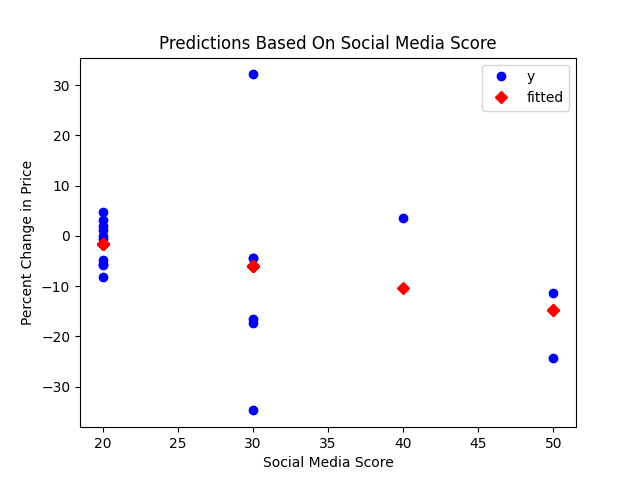 Predictions Based On Social Media Score
y
fitted
Percent Change in Price
30
20
10
0
−10
−20
−30
20 25 30 35 40 45 50
Social Media Score